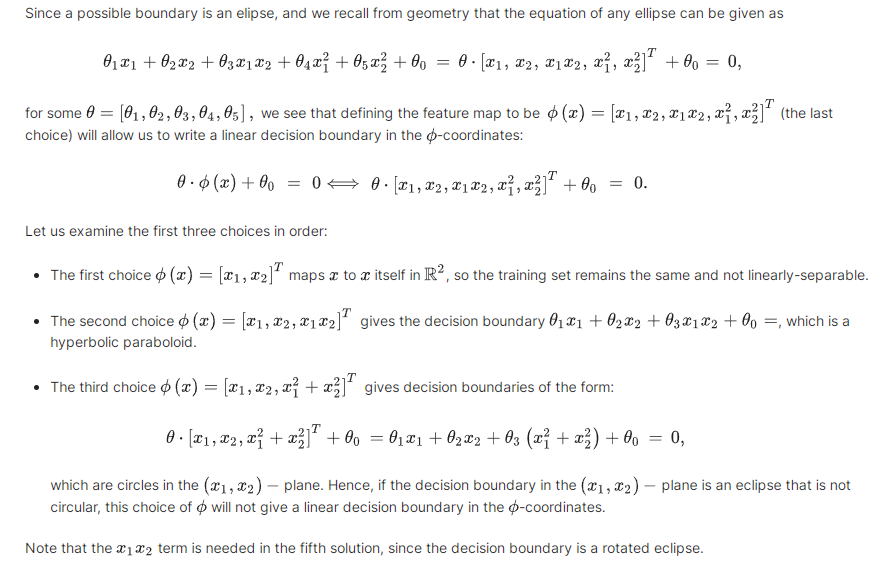 Since a possible boundary is an elipse, and we recall from geometry that the equation of any ellipse can be given as
θ₁x₁ + θ₂x₂ + θ₃x₁x₂ + θ₄x₁² + θ₅x₂² + θ₀ = θ · [x₁, x₂, x₁x₂, x₁², x₂²]ᵀ + θ₀ = 0,
for some θ = [θ₁, θ₂, θ₃, θ₄, θ₅], we see that defining the feature map to be ϕ (x) = [x₁, x₂, x₁x₂, x₁², x₂²]ᵀ (the last
choice) will allow us to write a linear decision boundary in the ϕ-coordinates:
θ · ϕ (x) + θ₀ = 0 ⟺ θ · [x₁, x₂, x₁x₂, x₁², x₂²]ᵀ + θ₀ = 0.
Let us examine the first three choices in order:
• The first choice ϕ (x) = [x₁, x₂]ᵀ maps x to x itself in ℝ², so the training set remains the same and not linearly-separable.
• The second choice ϕ (x) = [x₁, x₂, x₁x₂]ᵀ gives the decision boundary θ₁x₁ + θ₂x₂ + θ₃x₁x₂ + θ₀ =, which is a
hyperbolic paraboloid.
• The third choice ϕ (x) = [x₁, x₂, x₁² + x₂²]ᵀ gives decision boundaries of the form:
θ · [x₁, x₂, x₁² + x₂²]ᵀ + θ₀ = θ₁x₁ + θ₂x₂ + θ₃ (x₁² + x₂²) + θ₀ = 0,
which are circles in the (x₁, x₂) − plane. Hence, if the decision boundary in the (x₁, x₂) − plane is an eclipse that is not
circular, this choice of ϕ will not give a linear decision boundary in the ϕ-coordinates.
Note that the x₁x₂ term is needed in the fifth solution, since the decision boundary is a rotated eclipse.